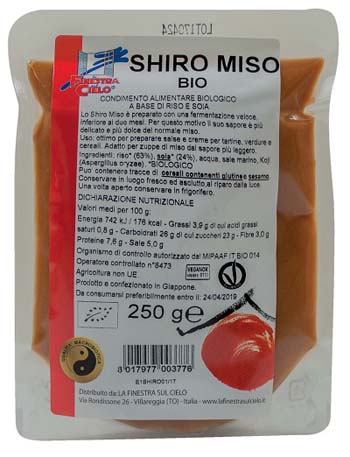 LOT170424
LA
FINESTRA
SUL
CIELO
SHIRO MISO
BIO
CONDIMENTO ALIMENTARE BIOLOGICO
A BASE DI RISO E SOIA
Lo Shiro Miso è preparato con una fermentazione veloce,
inferiore ai due mesi. Per questo motivo il suo sapore è più
delicato e più dolce del normale miso.
Uso: ottimo per preparare salse e creme per tartine, verdure e
cereali. Adatto per zuppe di miso dal sapore più leggero.
Ingredienti: riso* (63%), soia* (24%), acqua, sale marino, Koji
(Aspergillus oryzae). *BIOLOGICO
Puo' contenere tracce di cereali contenenti glutine e sesamo.
Conservare in luogo fresco ed asciutto al riparo dalla luce
Una volta aperto conservare in frigorifero.
DICHIARAZIONE NUTRIZIONALE
Valori medi per 100 g:
Energia 742 kJ / 176 kcal - Grassi 3,9 g di cui acidi grassi
saturi 0,8 g - Carboidrati 26 g di cui zuccheri 23 g - Fibre 3,0 g
Proteine 7,6 g - Sale 5,0 g
Organismo di controllo autorizzato dal MIPAAF IT BIO 014
Operatore controllato n°8473
Agricoltura non UE.
Prodotto e confezionato in Giappone.
Da consumarsi preferibilmente entro il: 24/04/2019
VEGANOK
250 g e
QUALITÀ MACROBIOTICA
8 017977 003776
E1SHIRO01/17
Distribuito da: LA FINESTRA SUL CIELO
Via Rondissone 26 - Villareggia (TO) - Italia - www.lafinestrasulcielo.it